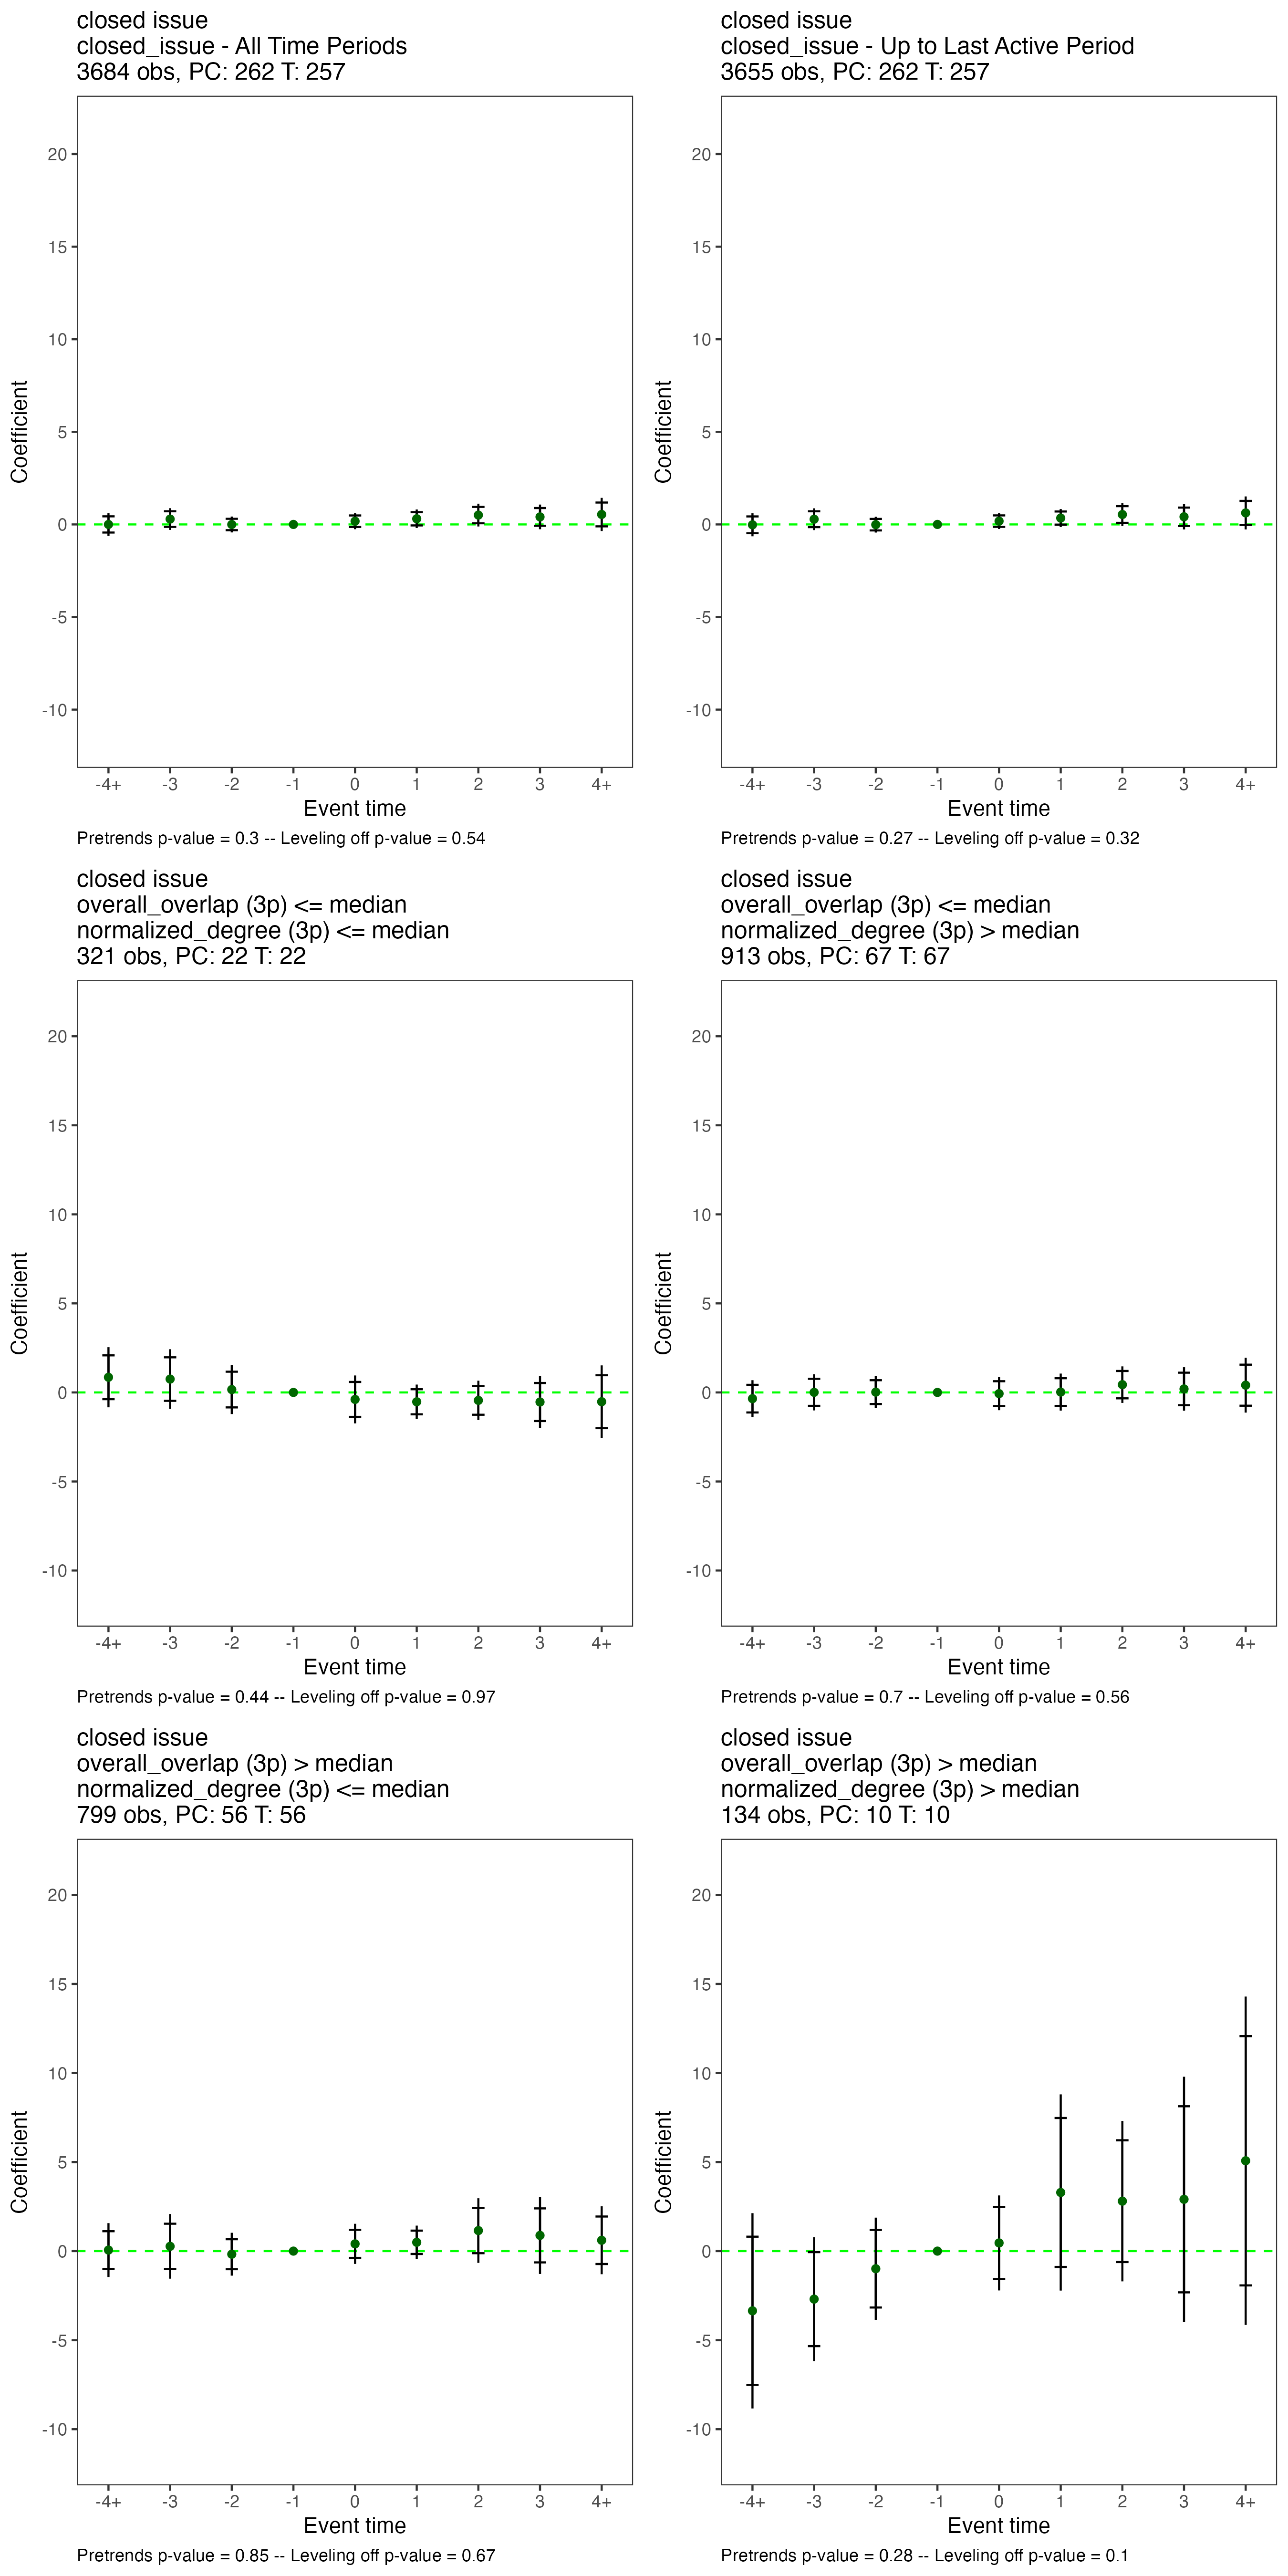 closed issue
closed_issue - All Time Periods
3684 obs, PC: 262 T: 257
20
15
10
5
0
-5
-10
Coefficient
-4+ -3 -2 -1 0 1 2 3 4+
Event time
Pretrends p-value = 0.3 -- Leveling off p-value = 0.54
closed issue
closed_issue - Up to Last Active Period
3655 obs, PC: 262 T: 257
20
15
10
5
0
-5
-10
Coefficient
-4+ -3 -2 -1 0 1 2 3 4+
Event time
Pretrends p-value = 0.27 -- Leveling off p-value = 0.32
closed issue
overall_overlap (3p) <= median
normalized_degree (3p) <= median
321 obs, PC: 22 T: 22
20
15
10
5
0
-5
-10
Coefficient
-4+ -3 -2 -1 0 1 2 3 4+
Event time
Pretrends p-value = 0.44 -- Leveling off p-value = 0.97
closed issue
overall_overlap (3p) <= median
normalized_degree (3p) > median
913 obs, PC: 67 T: 67
20
15
10
5
0
-5
-10
Coefficient
-4+ -3 -2 -1 0 1 2 3 4+
Event time
Pretrends p-value = 0.7 -- Leveling off p-value = 0.56
closed issue
overall_overlap (3p) > median
normalized_degree (3p) <= median
799 obs, PC: 56 T: 56
20
15
10
5
0
-5
-10
Coefficient
-4+ -3 -2 -1 0 1 2 3 4+
Event time
Pretrends p-value = 0.85 -- Leveling off p-value = 0.67
closed issue
overall_overlap (3p) > median
normalized_degree (3p) > median
134 obs, PC: 10 T: 10
20
15
10
5
0
-5
-10
Coefficient
-4+ -3 -2 -1 0 1 2 3 4+
Event time
Pretrends p-value = 0.28 -- Leveling off p-value = 0.1